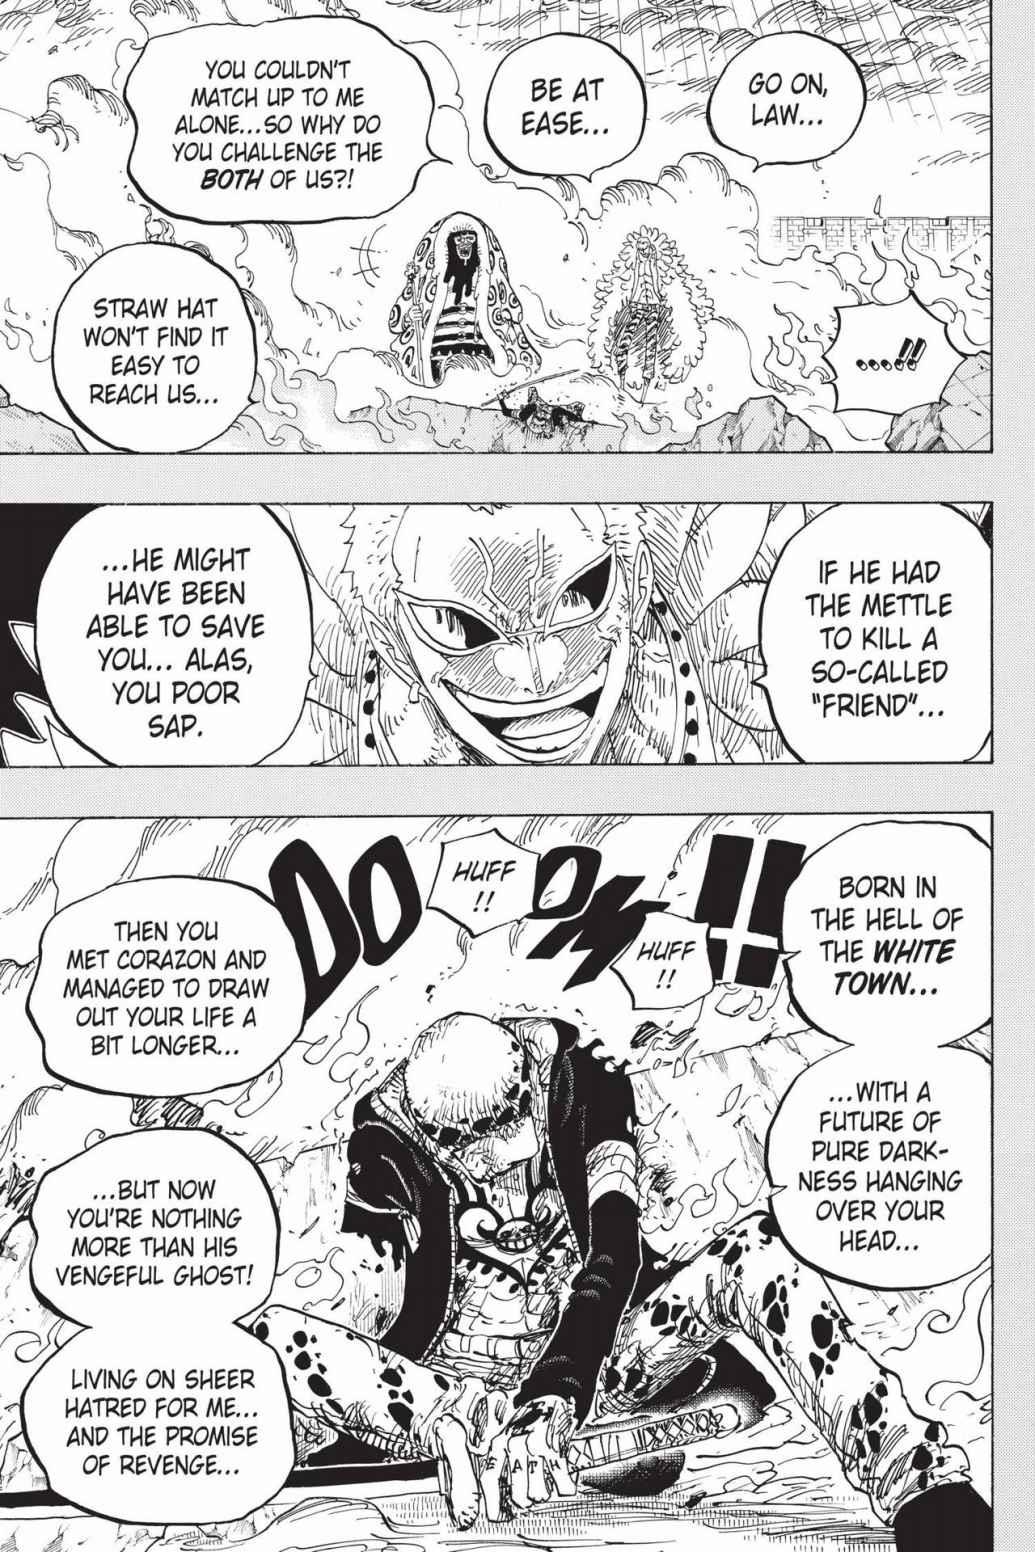 GO ON,
LAW...
BE AT
EASE...
YOU COULDN'T
MATCH UP TO ME
ALONE...SO WHY DO
YOU CHALLENGE THE
BOTH OF US?!
...!!
STRAW HAT
WON'T FIND IT
EASY TO
REACH US...
IF HE HAD
THE METTLE
TO KILL A
SO-CALLED
"FRIEND"...
...HE MIGHT
HAVE BEEN
ABLE TO SAVE
YOU... ALAS,
YOU POOR
SAP.
BORN IN
THE HELL OF
THE WHITE
TOWN...
...WITH A
FUTURE OF
PURE DARK-
NESS HANGING
OVER YOUR
HEAD...
HUFF
!!
HUFF
!!
DOOM!!
THEN YOU
MET CORAZON AND
MANAGED TO DRAW
OUT YOUR LIFE A
BIT LONGER...
...BUT NOW
YOU'RE NOTHING
MORE THAN HIS
VENGEFUL GHOST!
LIVING ON SHEER
HATRED FOR ME...
AND THE PROMISE
OF REVENGE...
EATH